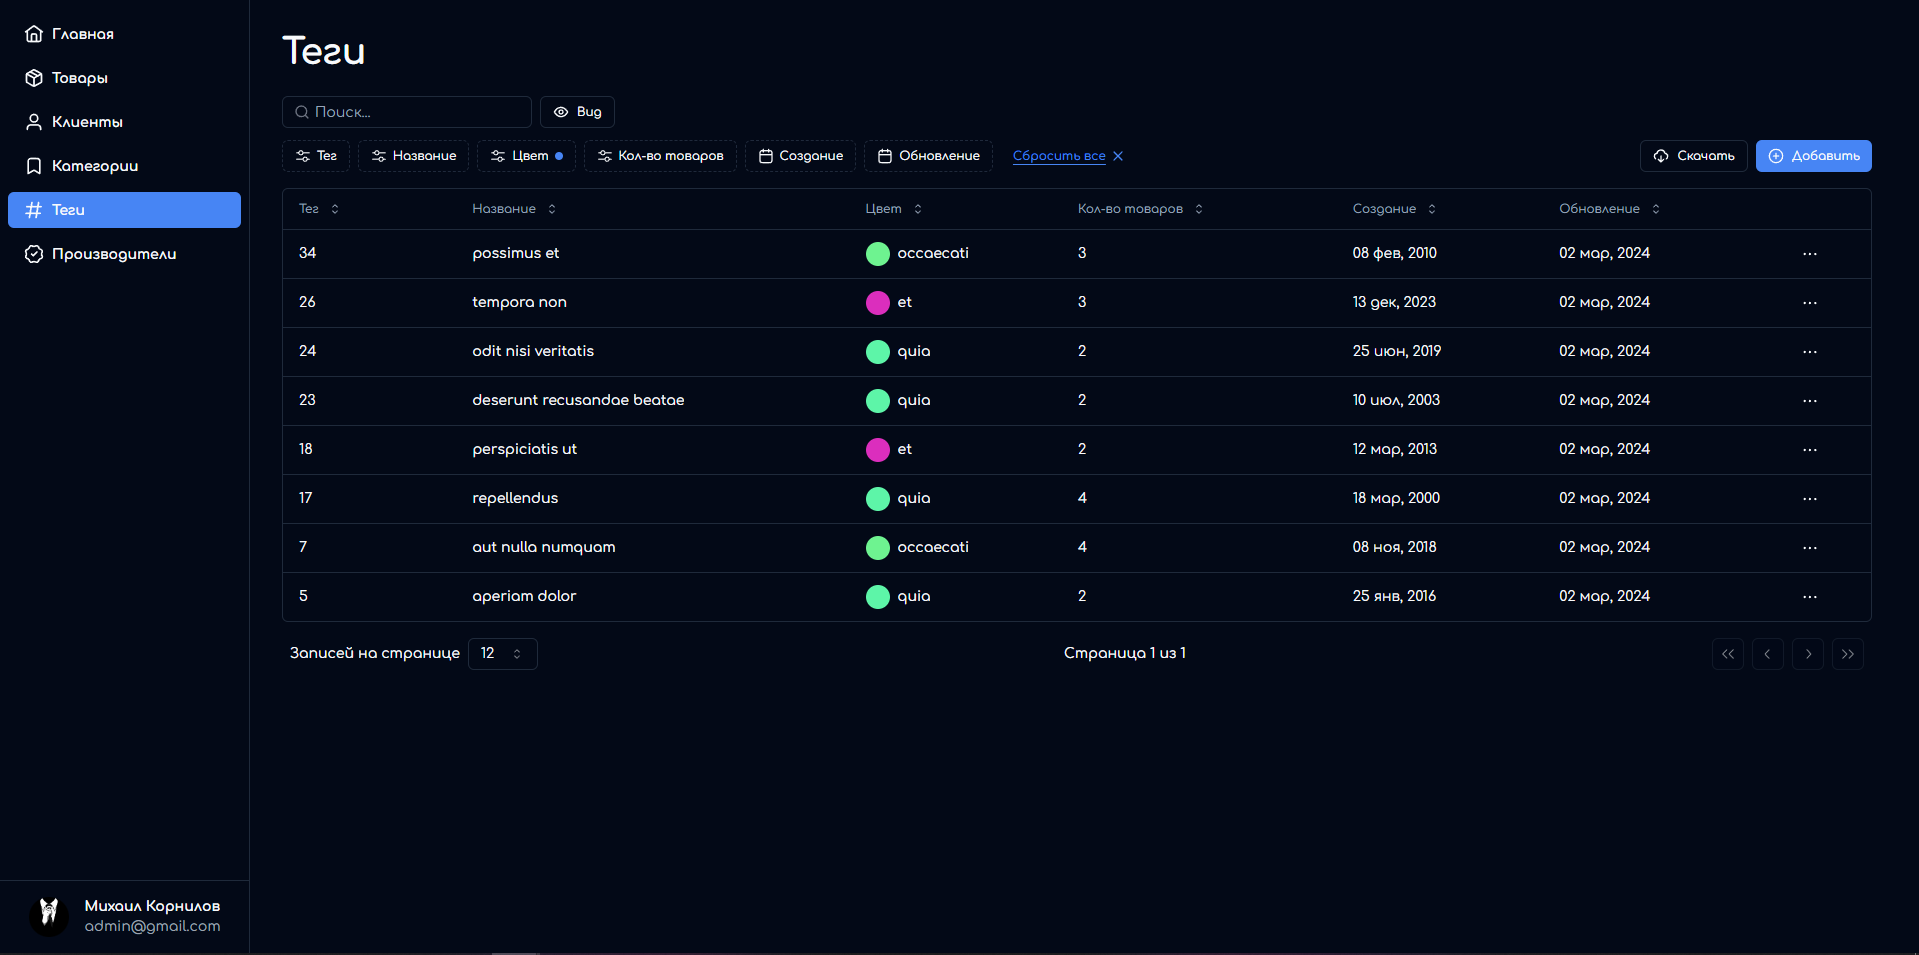 Главная
Товары
Клиенты
Категории
Теги
Производители
Михаил Корнилов
admin@gmail.com
Теги
Поиск... Вид
Тег Название Цвет Кол-во товаров Создание Обновление Сбросить все Скачать Добавить
Тег Название Цвет Кол-во товаров Создание Обновление
34 possimus et occaecati 3 08 фев, 2010 02 мар, 2024
26 tempora non et 3 13 дек, 2023 02 мар, 2024
24 odit nisi veritatis quia 2 25 июн, 2019 02 мар, 2024
23 deserunt recusandae beatae quia 2 10 июл, 2003 02 мар, 2024
18 perspiciatis ut et 2 12 мар, 2013 02 мар, 2024
17 repellendus quia 4 18 мар, 2000 02 мар, 2024
7 aut nulla numquam occaecati 4 08 ноя, 2018 02 мар, 2024
5 aperiam dolor quia 2 25 янв, 2016 02 мар, 2024
Записей на странице 12 Страница 1 из 1